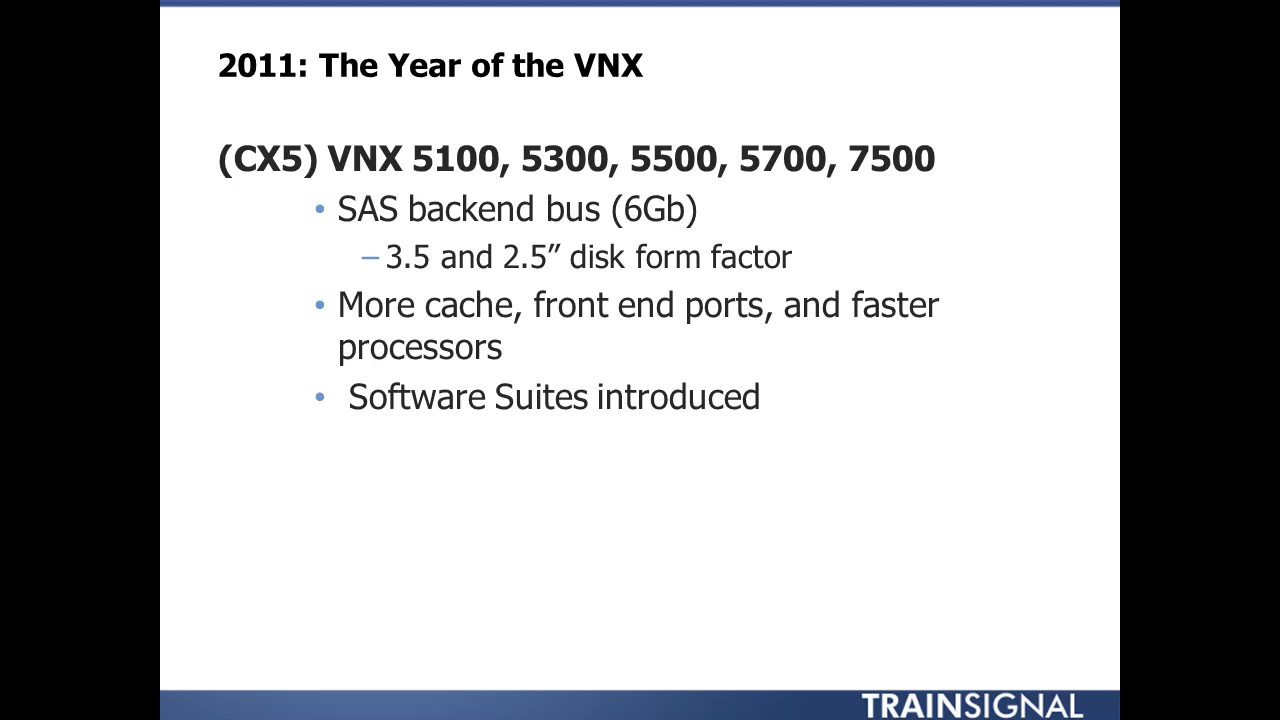 2011: The Year of the VNX
(CX5) VNX 5100, 5300, 5500, 5700, 7500
• SAS backend bus (6Gb)
– 3.5 and 2.5” disk form factor
• More cache, front end ports, and faster
processors
• Software Suites introduced
TRAINSIGNAL